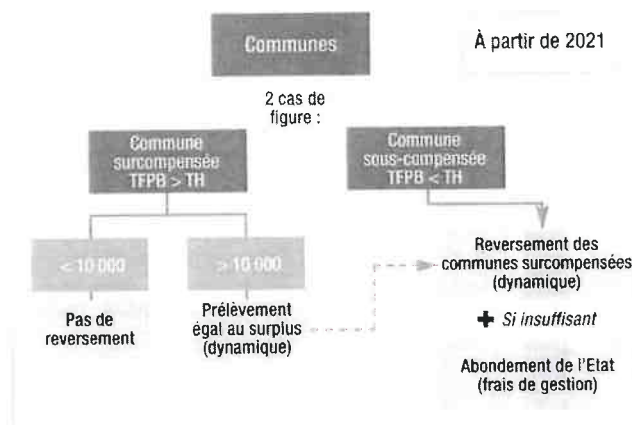 Communes
À partir de 2021
2 cas de
figure :
Commune
surcompensée
TFPB > TH
Commune
sous-compensée
TFPB < TH
< 10 000
> 10 000
Pas de
reversement
Prélèvement
égal au surplus
(dynamique)
Reversement des
communes surcompensées
(dynamique)
+ Si insuffisant
Abondement de l'Etat
(frais de gestion)